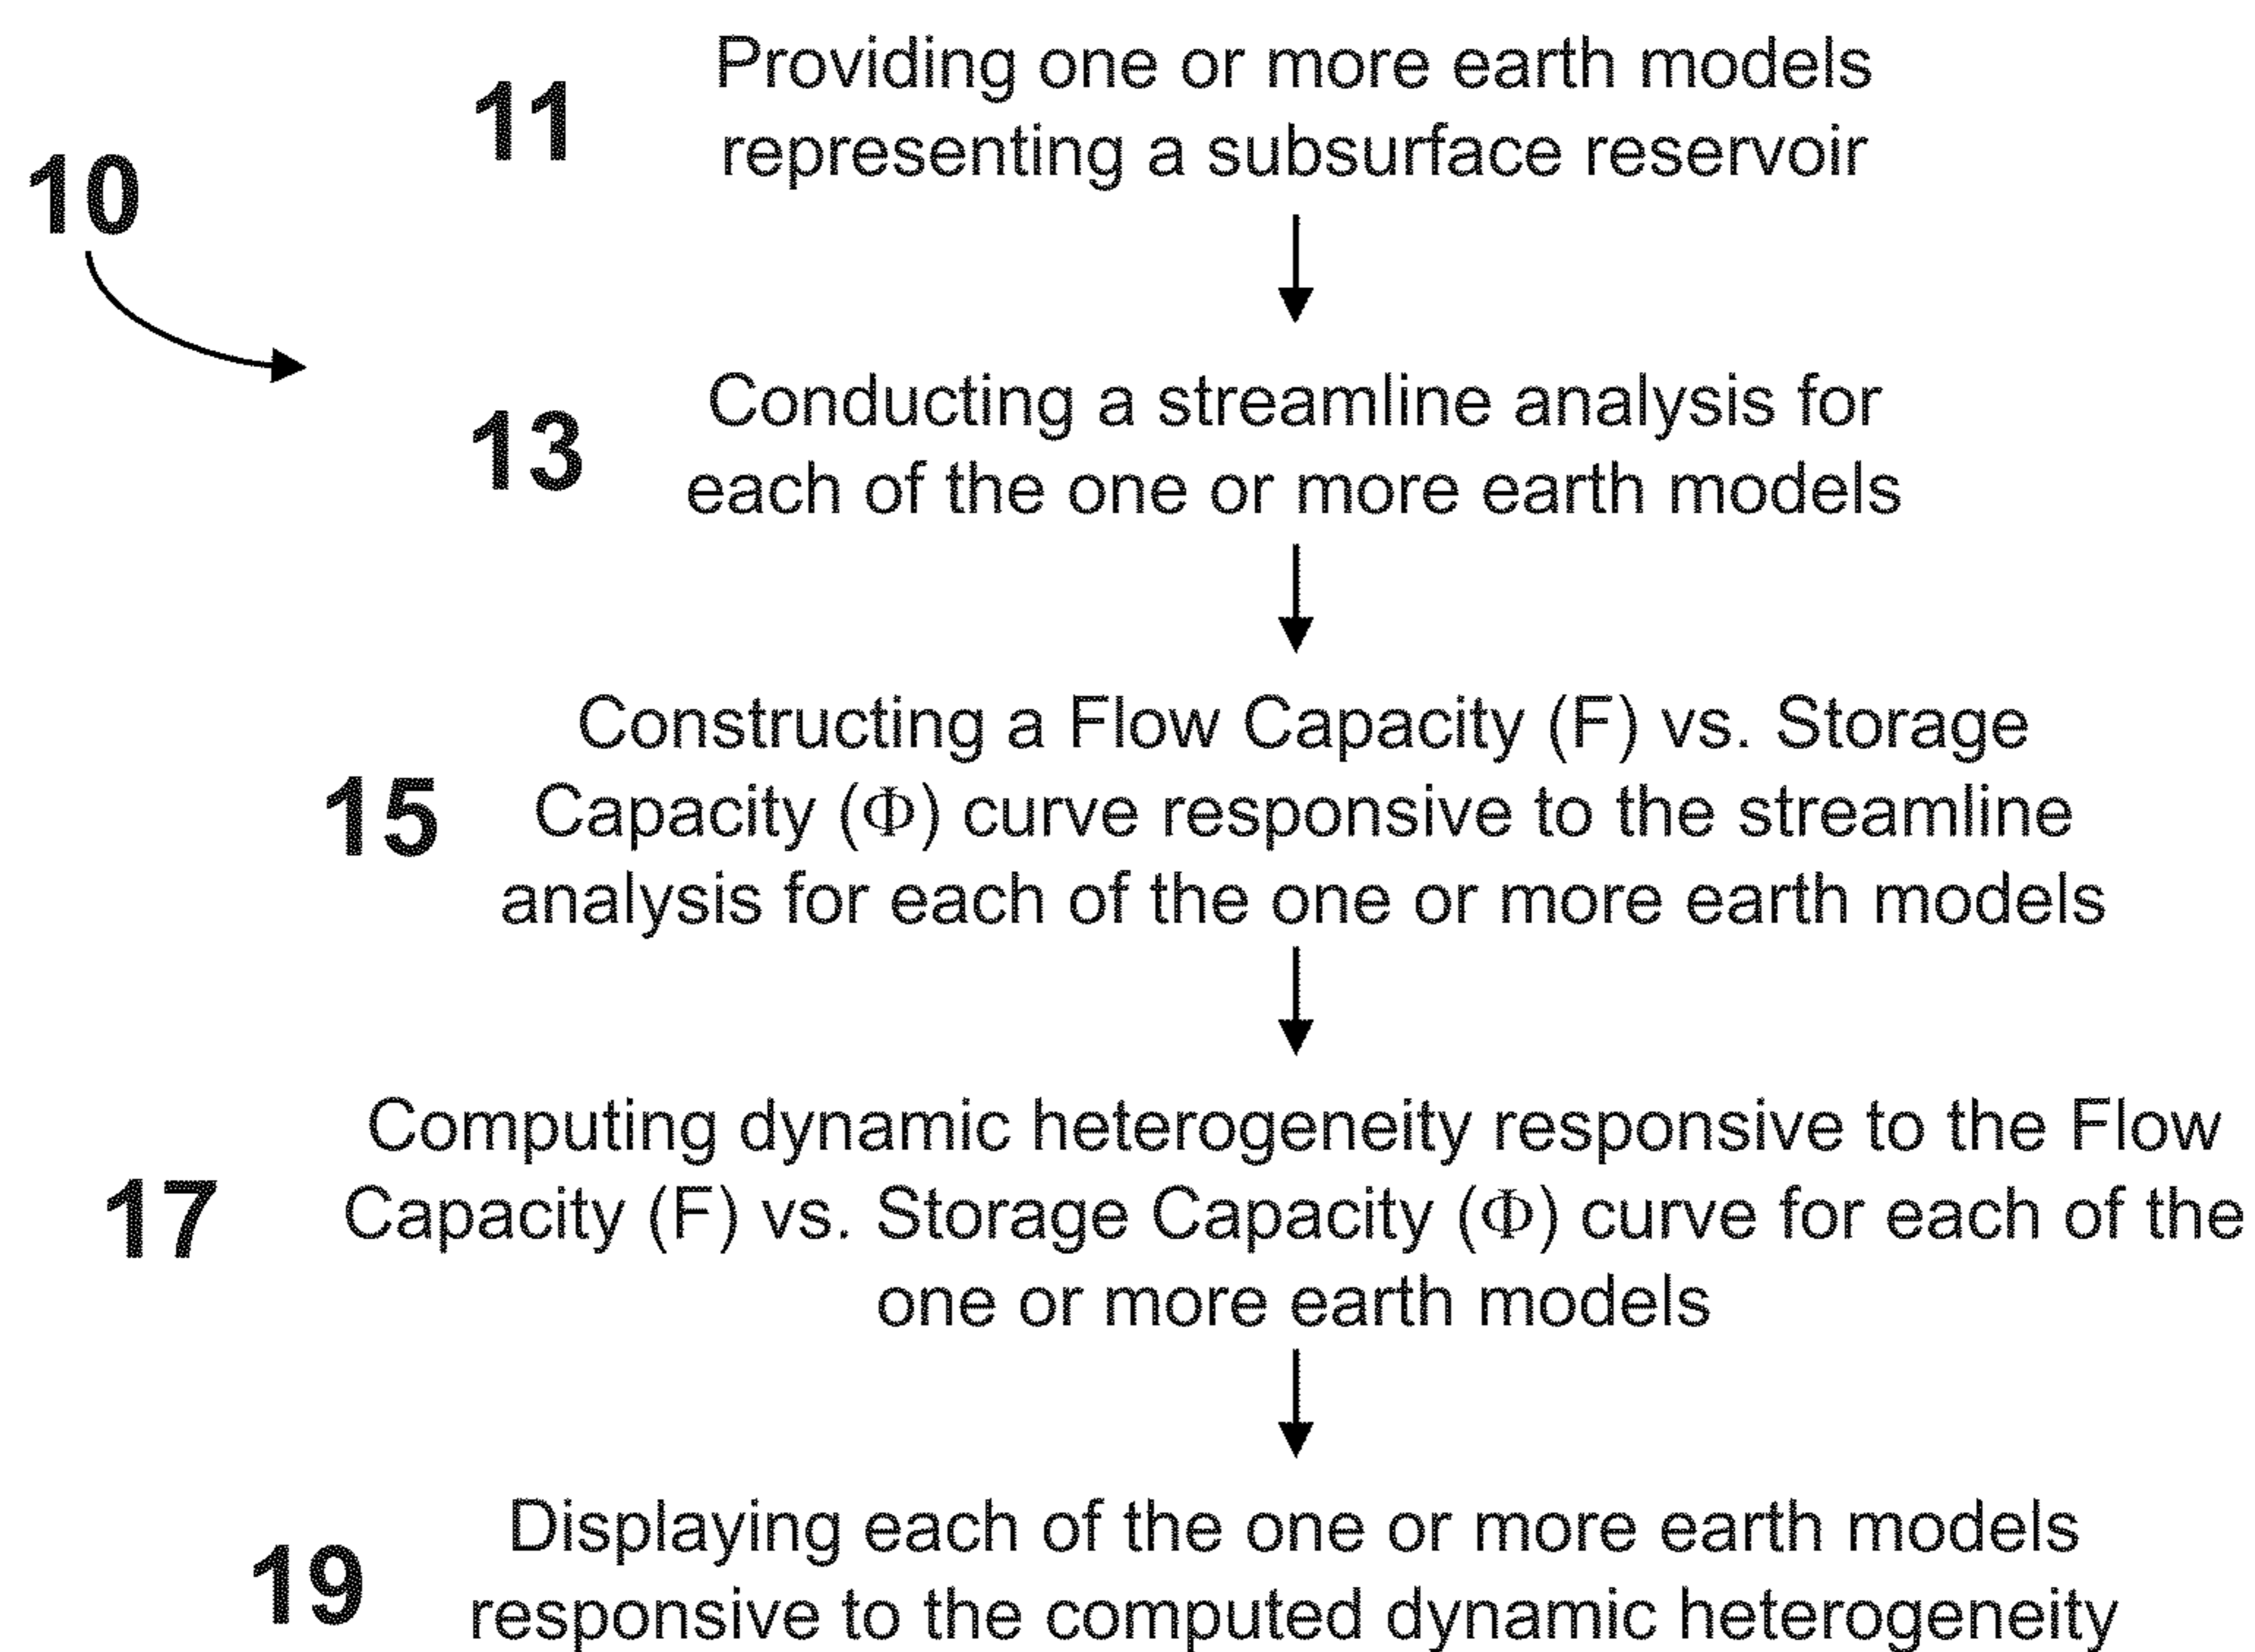 10
11
Providing one or more earth models
representing a subsurface reservoir
13
Conducting a streamline analysis for
each of the one or more earth models
15
Constructing a Flow Capacity (F) vs. Storage
Capacity (Φ) curve responsive to the streamline
analysis for each of the one or more earth models
17
Computing dynamic heterogeneity responsive to the Flow
Capacity (F) vs. Storage Capacity (Φ) curve for each of the
one or more earth models
19
Displaying each of the one or more earth models
responsive to the computed dynamic heterogeneity